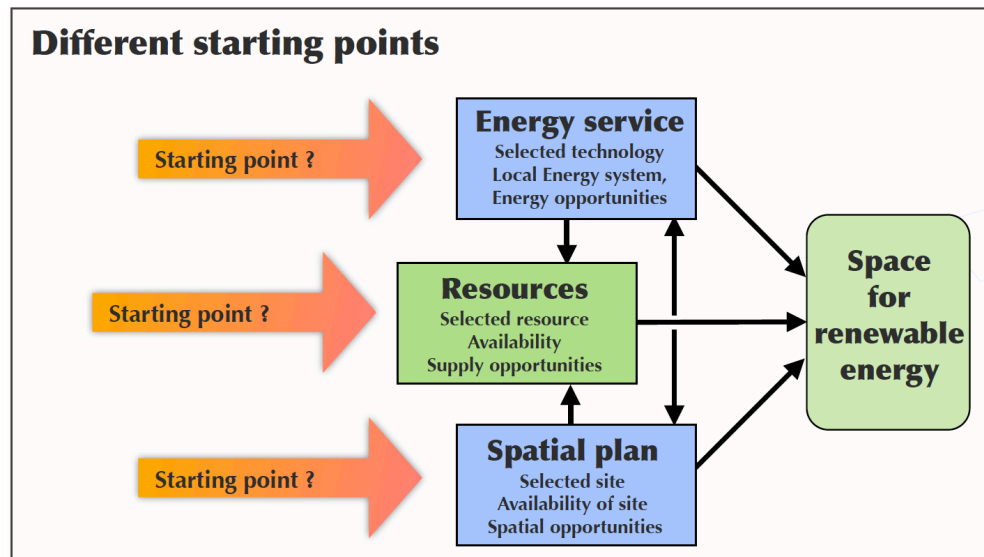 Different starting points
Starting point ?
Energy service
Selected technology
Local Energy system,
Energy opportunities
Starting point ?
Resources
Selected resource
Availability
Supply opportunities
Space
for
renewable
energy
Starting point ?
Spatial plan
Selected site
Availability of site
Spatial opportunities